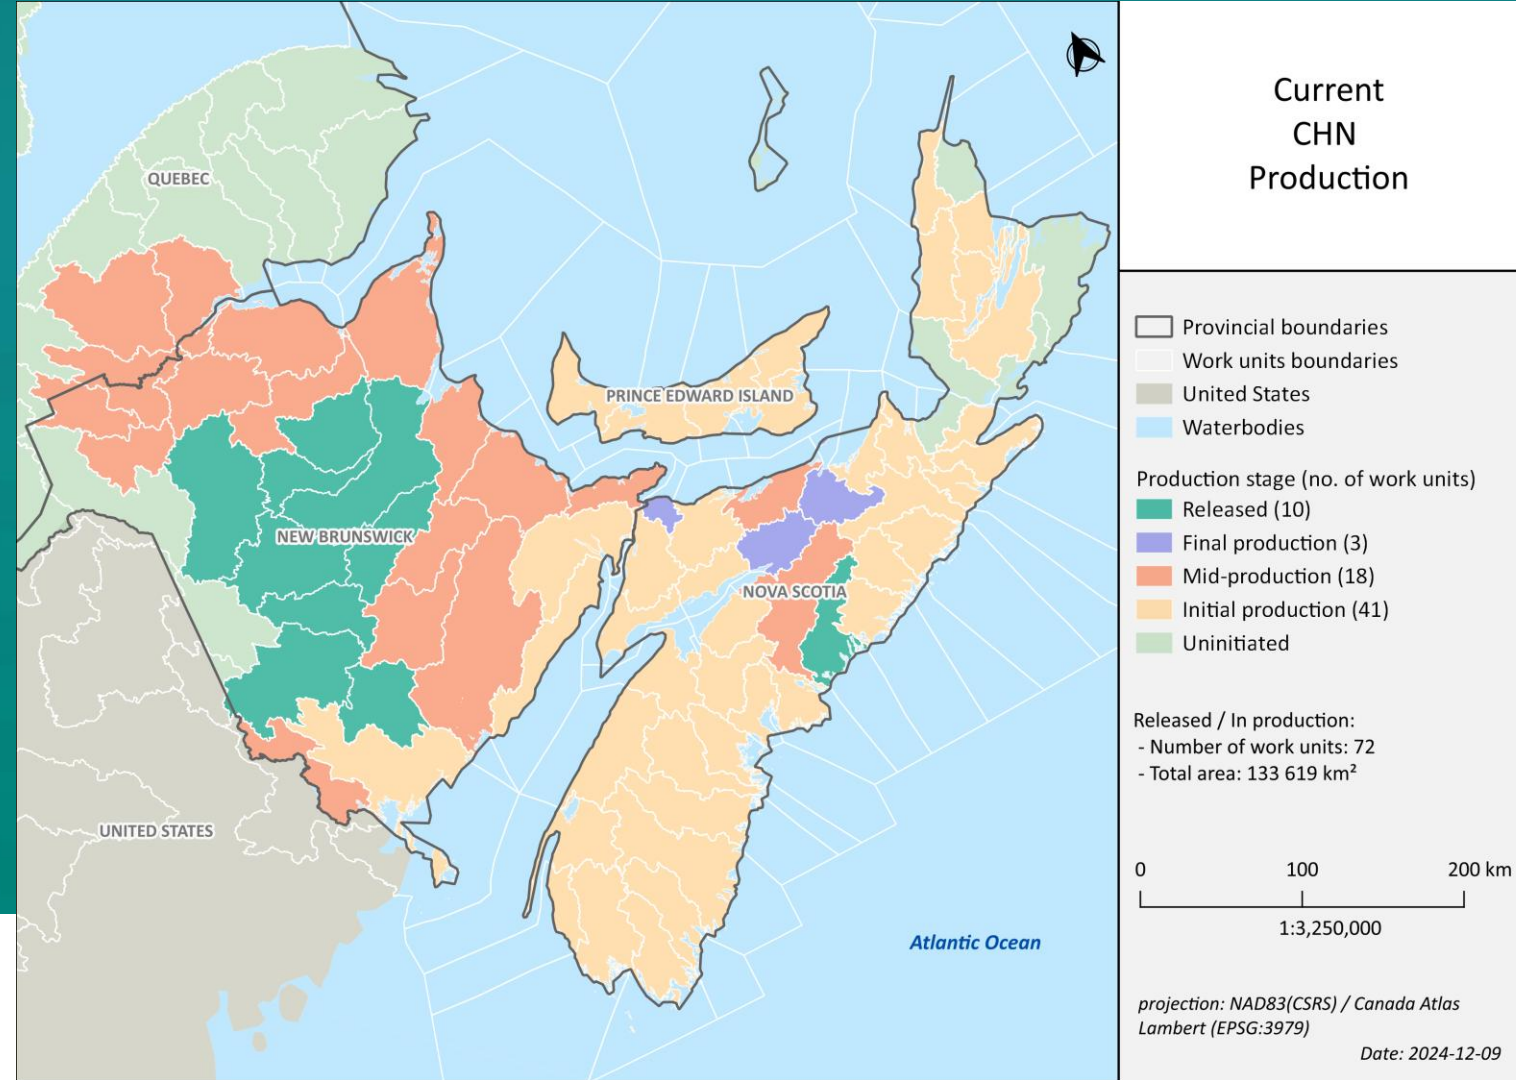 Current
CHN
Production
QUEBEC
PRINCE EDWARD ISLAND
NEW BRUNSWICK
NOVA SCOTIA
UNITED STATES
Atlantic Ocean
Provincial boundaries
Work units boundaries
United States
Waterbodies
Production stage (no. of work units)
Released (10)
Final production (3)
Mid-production (18)
Initial production (41)
Uninitiated
Released / In production:
- Number of work units: 72
- Total area: 133 619 km²
0 100 200 km
1:3,250,000
projection: NAD83(CSRS) / Canada Atlas
Lambert (EPSG:3979)
Date: 2024-12-09